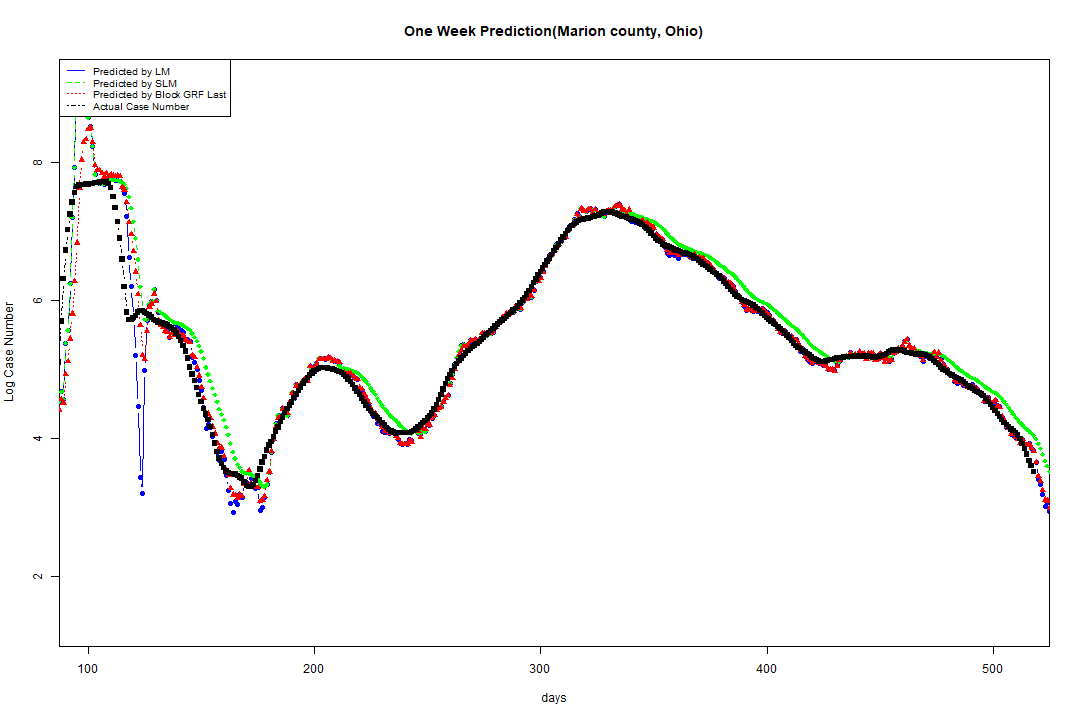 One Week Prediction(Marion county, Ohio)
Predicted by LM
Predicted by SLM
Predicted by Block GRF Last
Actual Case Number
8
6
4
2
Log Case Number
100 200 300 400 500
days